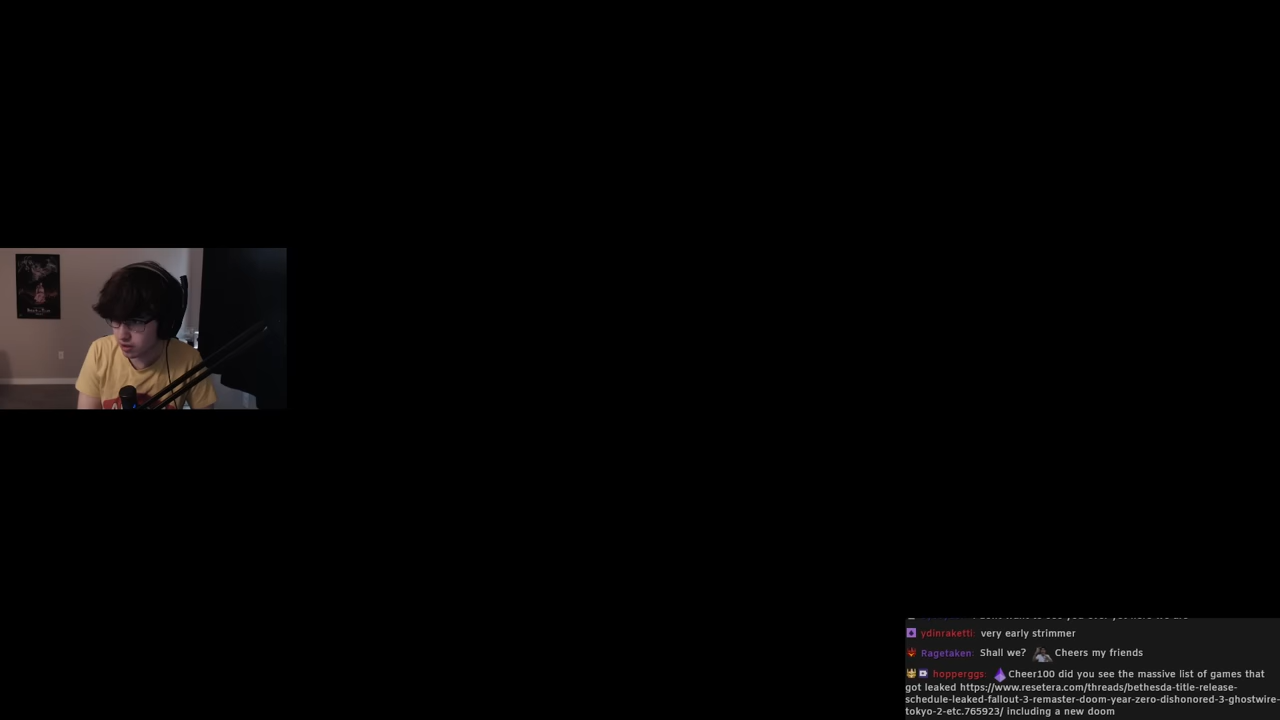 ydinraketti: very early strimmer
Ragetaken: Shall we? Cheers my friends
hopperggs: Cheer100 did you see the massive list of games that
got leaked https://www.resetera.com/threads/bethesda-title-release-
schedule-leaked-fallout-3-remaster-doom-year-zero-dishonored-3-ghostwire-
tokyo-2-etc.765923/ including a new doom